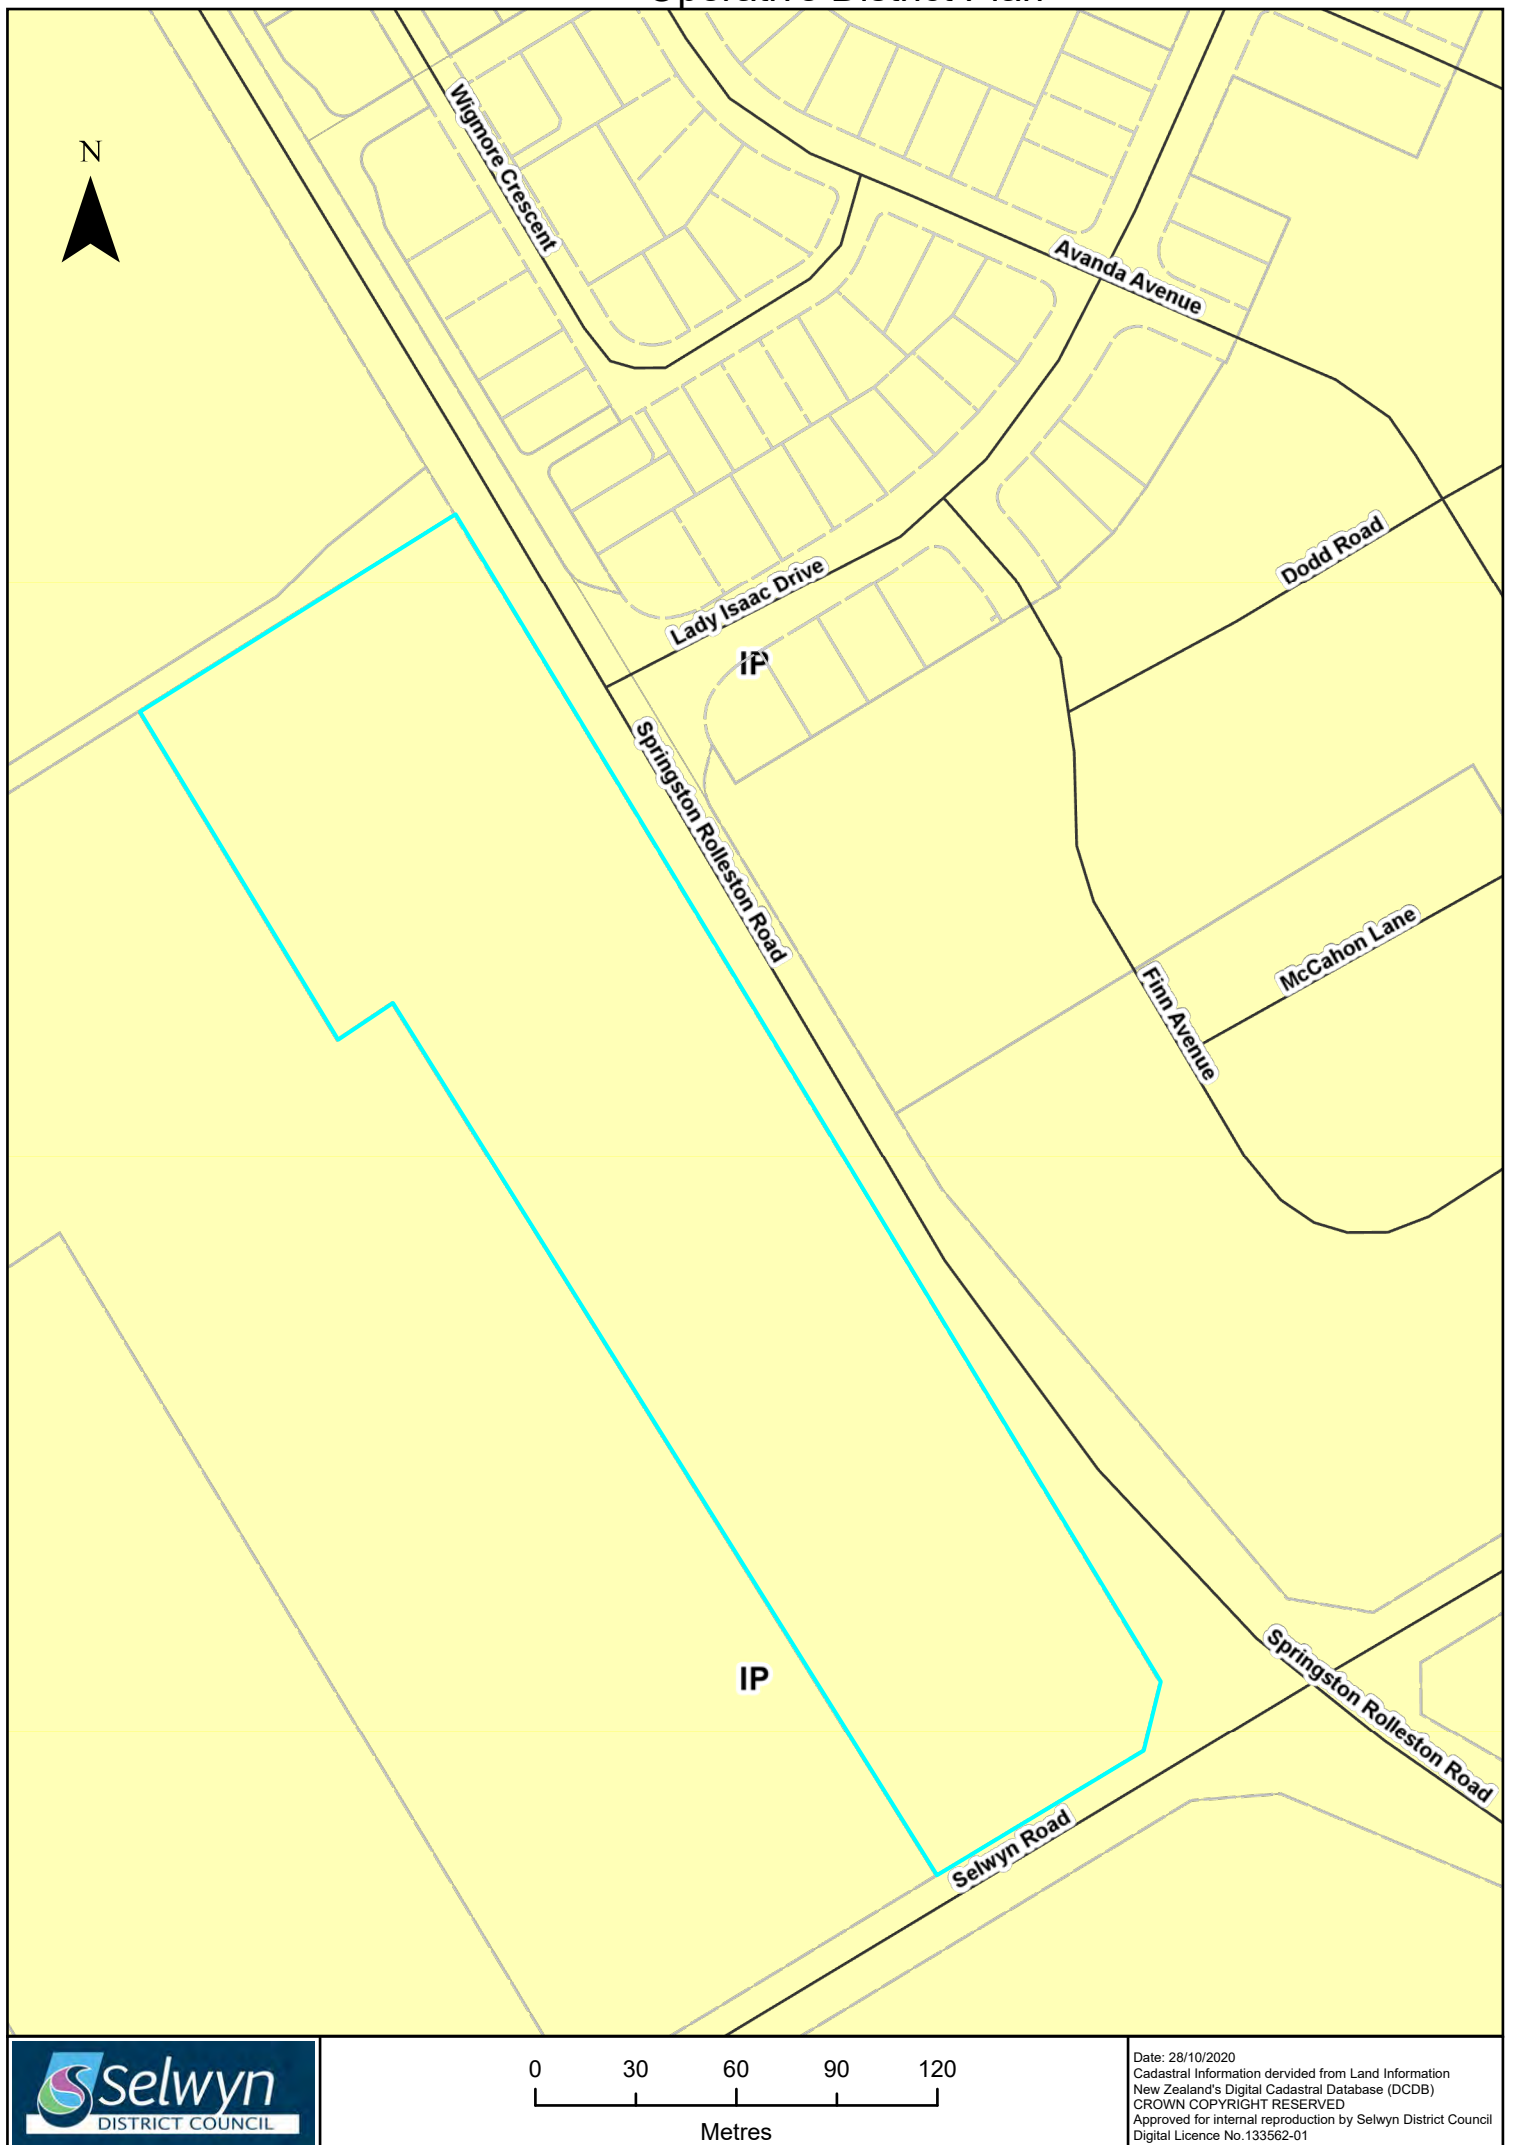 Operative District Plan
N
Wigmore Crescent
Avanda Avenue
Dodd Road
Lady Isaac Drive
IP
Springston Rolleston Road
McCahon Lane
Finn Avenue
IP
Springston Rolleston Road
Selwyn Road
Selwyn
DISTRICT COUNCIL
0 30 60 90 120
Metres
Date: 28/10/2020
Cadastral Information dervided from Land Information
New Zealand's Digital Cadastral Database (DCDB)
CROWN COPYRIGHT RESERVED
Approved for internal reproduction by Selwyn District Council
Digital Licence No.133562-01